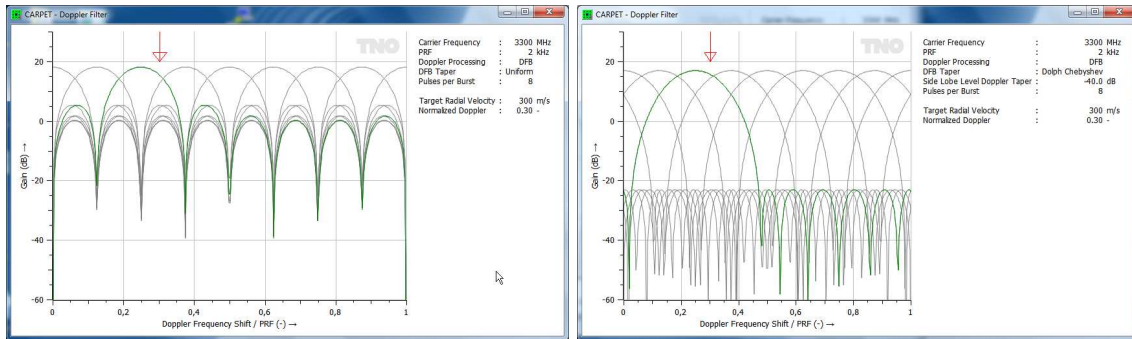 CARPET - Doppler Filter
TNO
20
0
-20
-40
-60
Gain (dB) →
0
0,2
0,4
0,6
0,8
1
Doppler Frequency Shift / PRF (-) →
Carrier Frequency : 3300 MHz
PRF : 2 kHz
Doppler Processing : DFB
DFB Taper : Uniform
Pulses per Burst : 8
Target Radial Velocity : 300 m/s
Normalized Doppler : 0.30 -
CARPET - Doppler Filter
TNO
20
0
-20
-40
-60
Gain (dB) →
0
0,2
0,4
0,6
0,8
1
Doppler Frequency Shift / PRF (-) →
Carrier Frequency : 3300 MHz
PRF : 2 kHz
Doppler Processing : DFB
DFB Taper : Dolph Chebyshev
Side Lobe Level Doppler Taper : -40.0 dB
Pulses per Burst : 8
Target Radial Velocity : 300 m/s
Normalized Doppler : 0.30 -